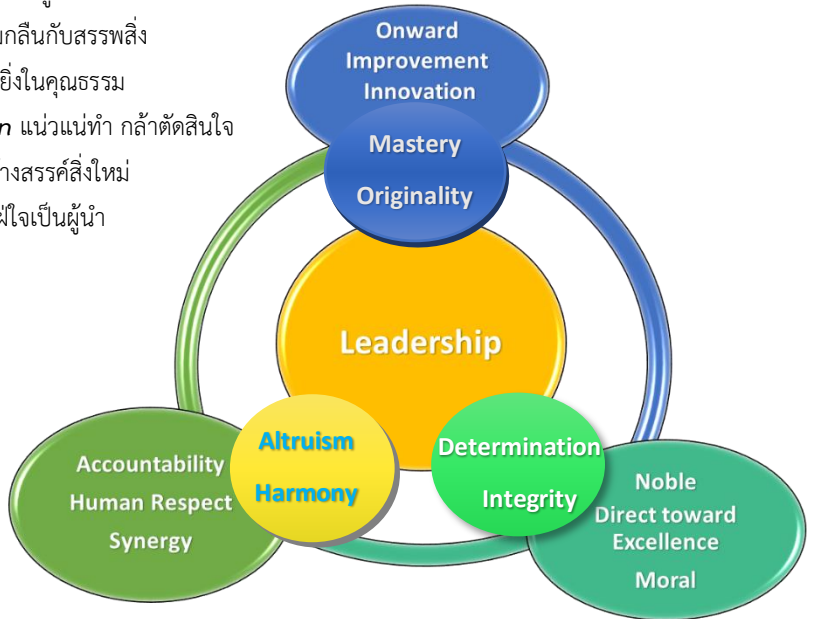 มกลืนกับสรรพสิ่ง
ยิ่งในคุณธรรม
n แน่วแน่ทำ กล้าตัดสินใจ
างสรรค์สิ่งใหม่
ฝ่ใจเป็นผู้นำ
Onward
Improvement
Innovation
Mastery
Originality
Leadership
Altruism
Harmony
Determination
Integrity
Accountability
Human Respect
Synergy
Noble
Direct toward
Excellence
Moral